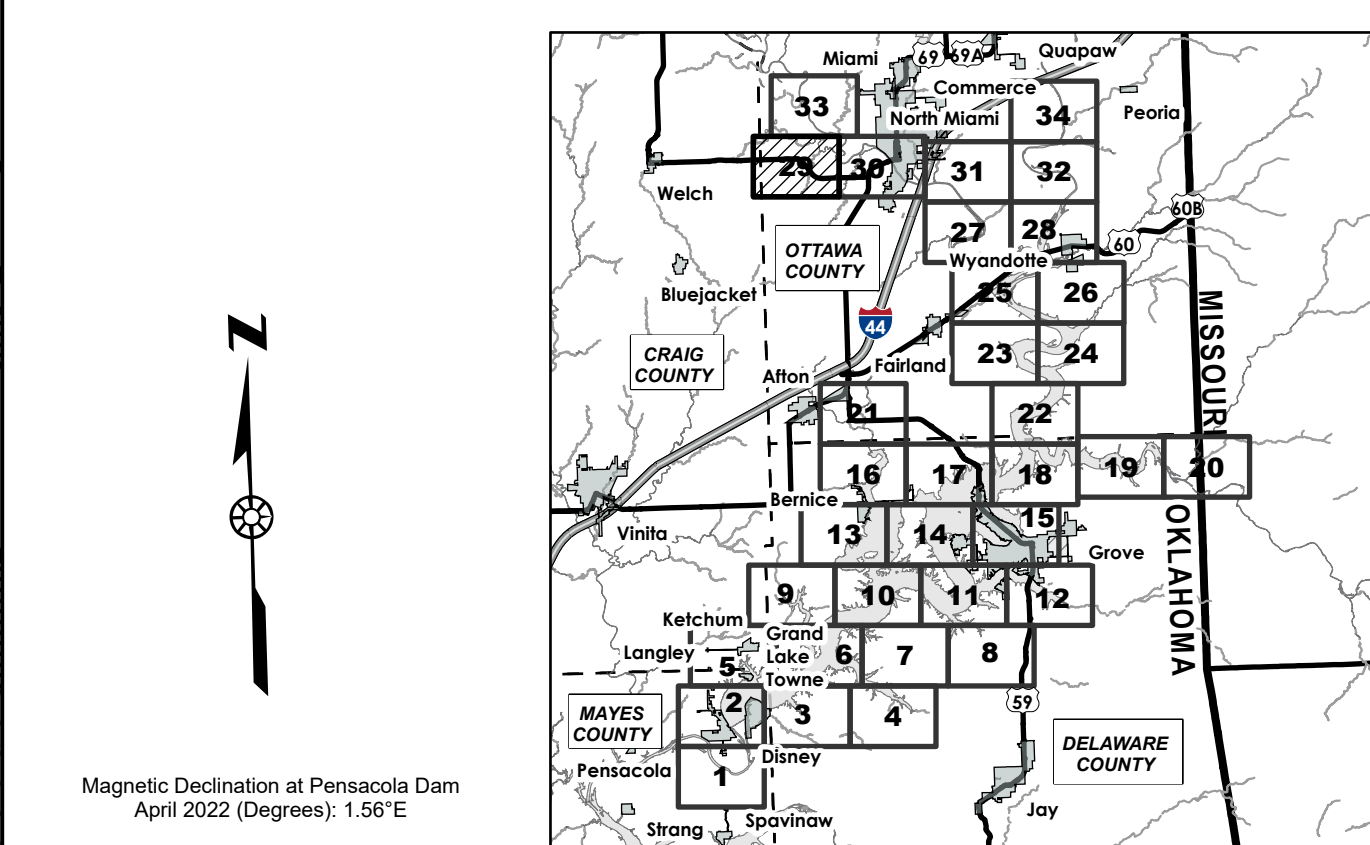 Miami
69
69A
Quapaw
Commerce
33
34
Peoria
North Miami
29
30
31
32
Welch
60B
27
28
60
OTTAWA
COUNTY
Wyandotte
Bluejacket
25
26
MISSOURI
44
N
CRAIG
COUNTY
23
24
Fairland
Afton
21
22
16
17
18
19
20
Bernice
15
13
14
OKLAHOMA
Vinita
Grove
9
10
11
12
Ketchum
Grand
Lake
Towne
Langley
5
6
7
8
2
3
4
59
MAYES
COUNTY
DELAWARE
COUNTY
Disney
Pensacola
1
Magnetic Declination at Pensacola Dam
April 2022 (Degrees): 1.56°E
Jay
Spavinaw
Strang